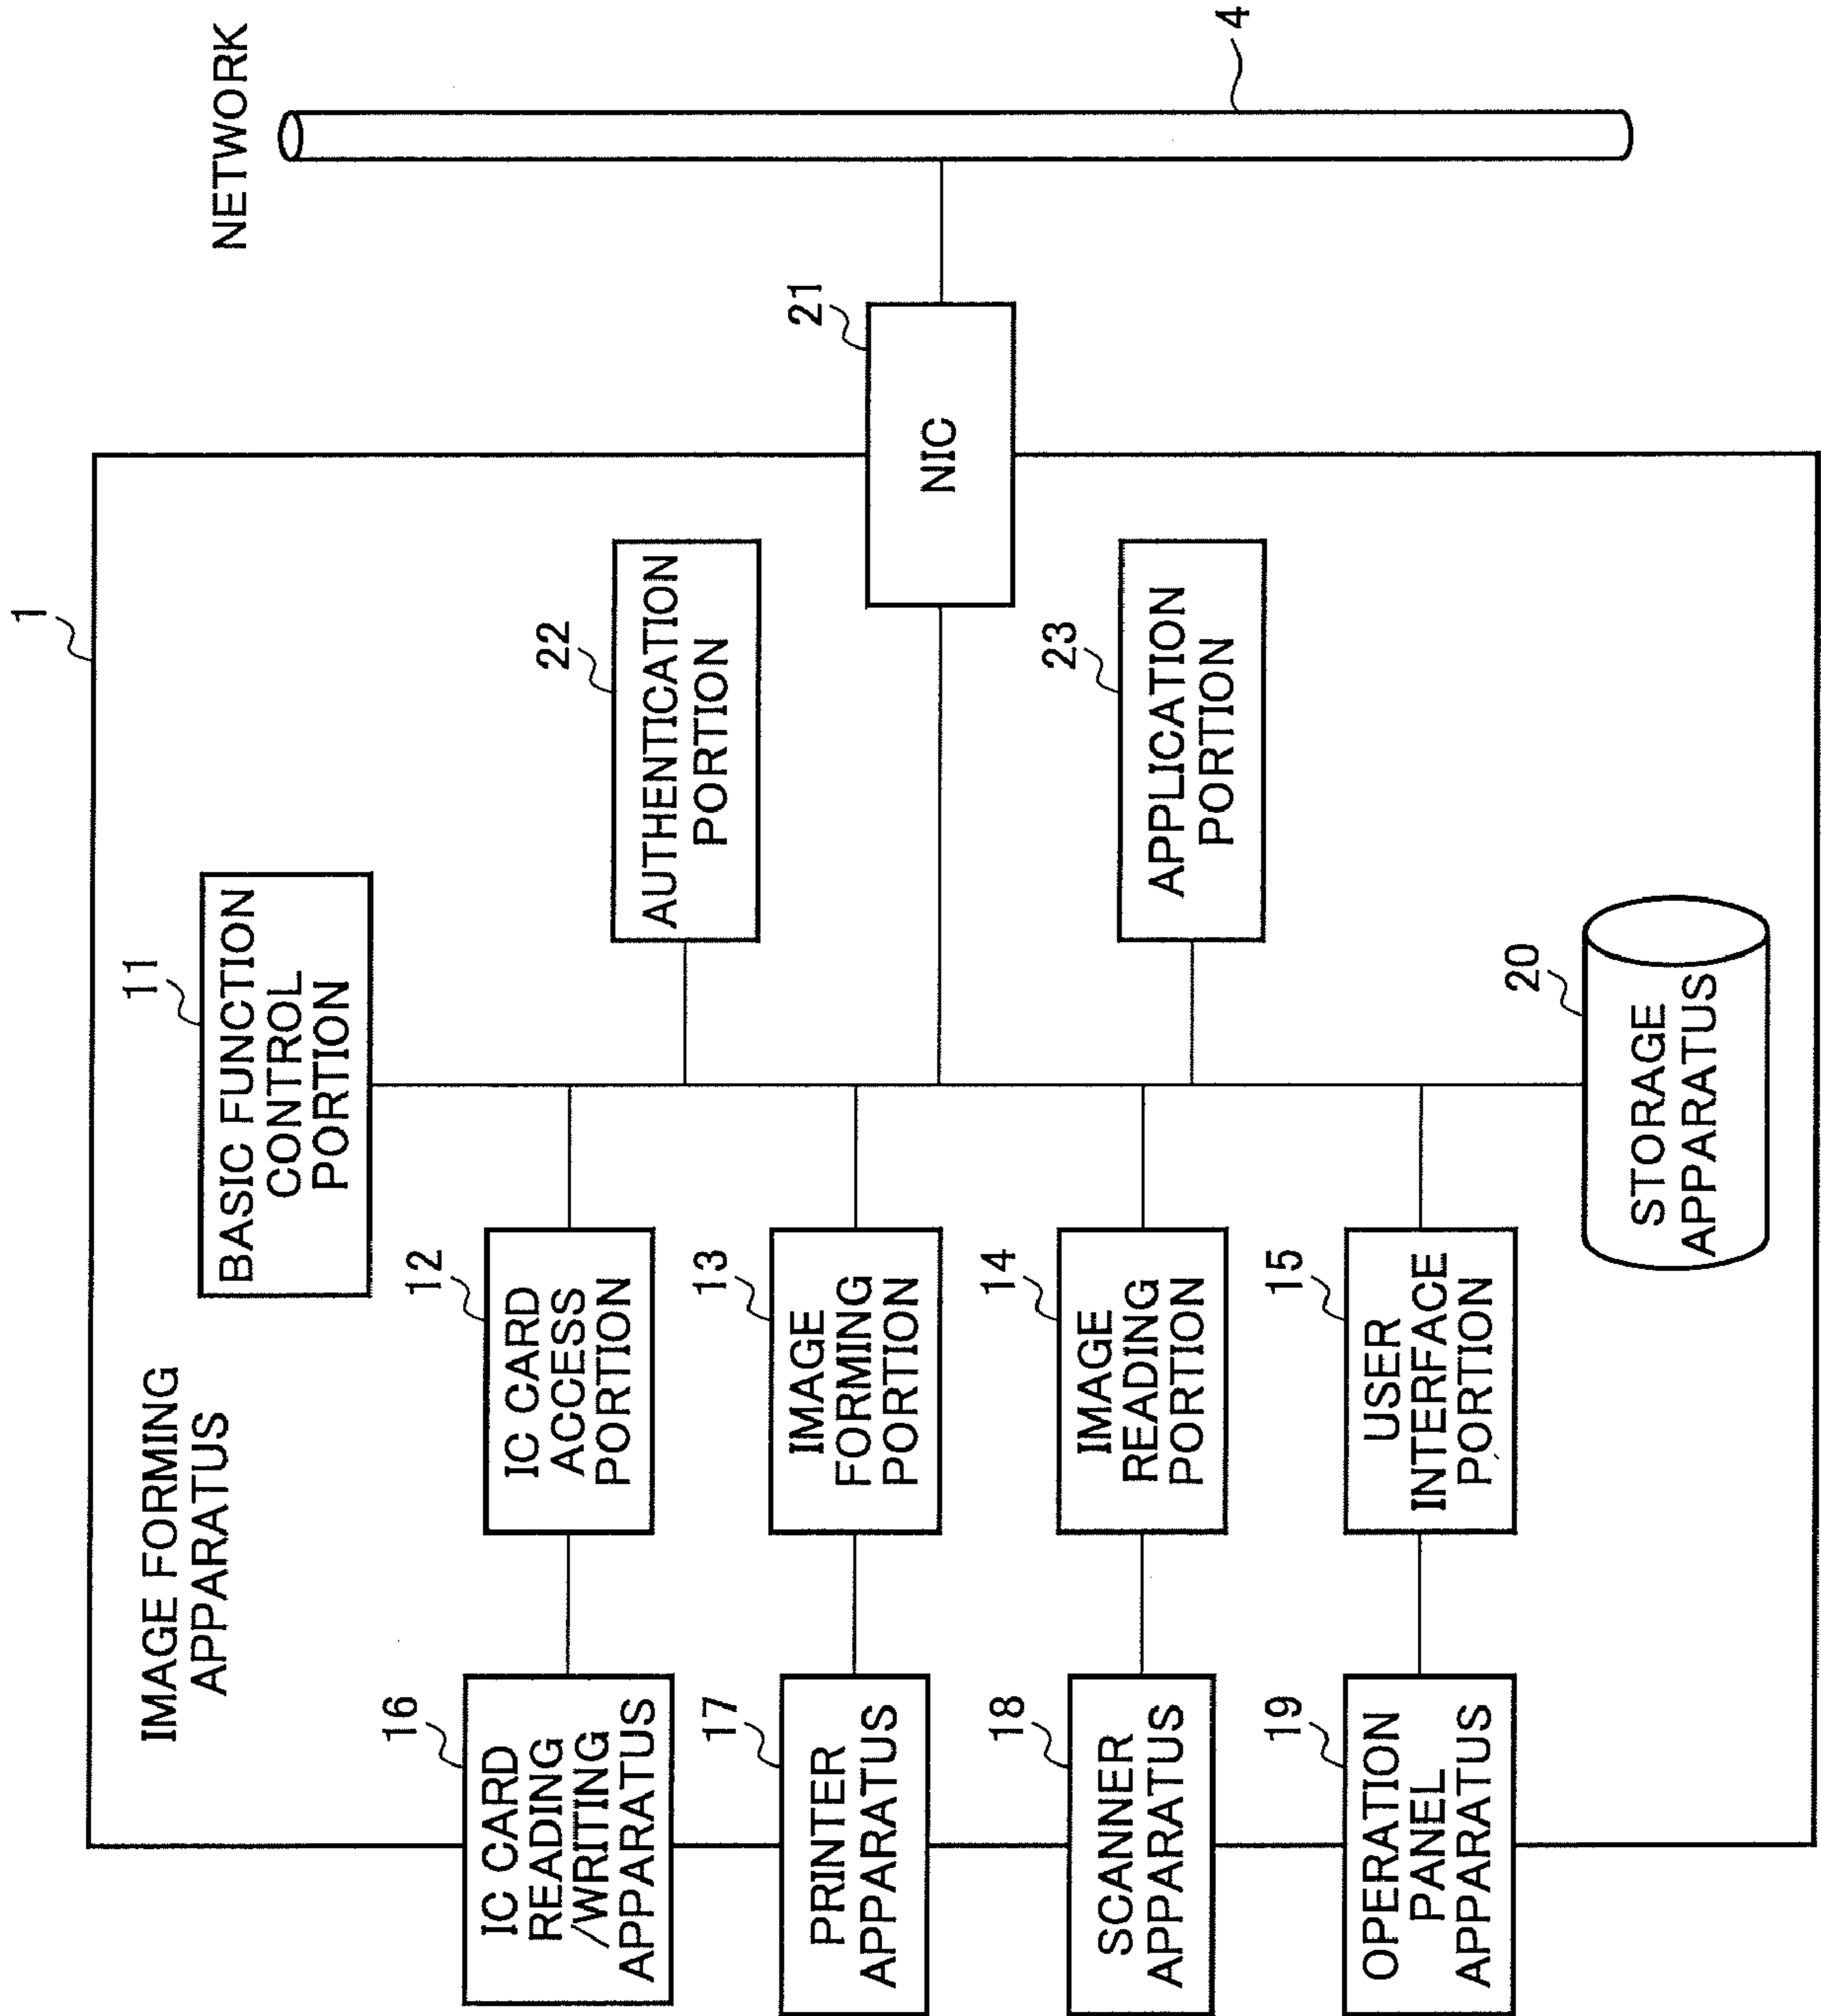 NETWORK
4
1
IMAGE FORMING
APPARATUS
11
BASIC FUNCTION
CONTROL
PORTION
16
IC CARD
READING
/WRITING
APPARATUS
12
IC CARD
ACCESS
PORTION
22
AUTHENTICATION
PORTION
17
PRINTER
APPARATUS
13
IMAGE
FORMING
PORTION
21
NIC
18
SCANNER
APPARATUS
14
IMAGE
READING
PORTION
23
APPLICATION
PORTION
19
OPERATION
PANEL
APPARATUS
15
USER
INTERFACE
PORTION
20
STORAGE
APPARATUS